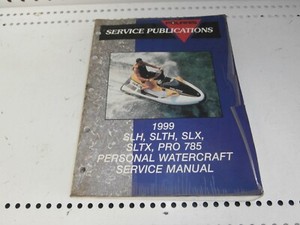 SERVICE PUBLICATIONS
1999
SLH, SLTH, SLX,
SLTX, PRO 785
PERSONAL WATERCRAFT
SERVICE MANUAL